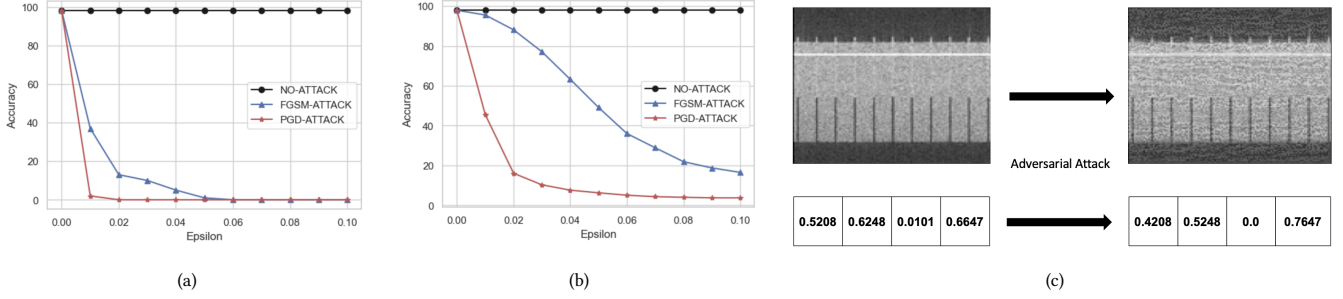 100
80
60
40
20
0
Accuracy
NO-ATTACK
FGSM-ATTACK
PGD-ATTACK
0.00 0.02 0.04 0.06 0.08 0.10
Epsilon
(a)
100
80
60
40
20
0
Accuracy
NO-ATTACK
FGSM-ATTACK
PGD-ATTACK
0.00 0.02 0.04 0.06 0.08 0.10
Epsilon
(b)
Adversarial Attack
0.5208 0.6248 0.0101 0.6647
0.4208 0.5248 0.0 0.7647
(c)